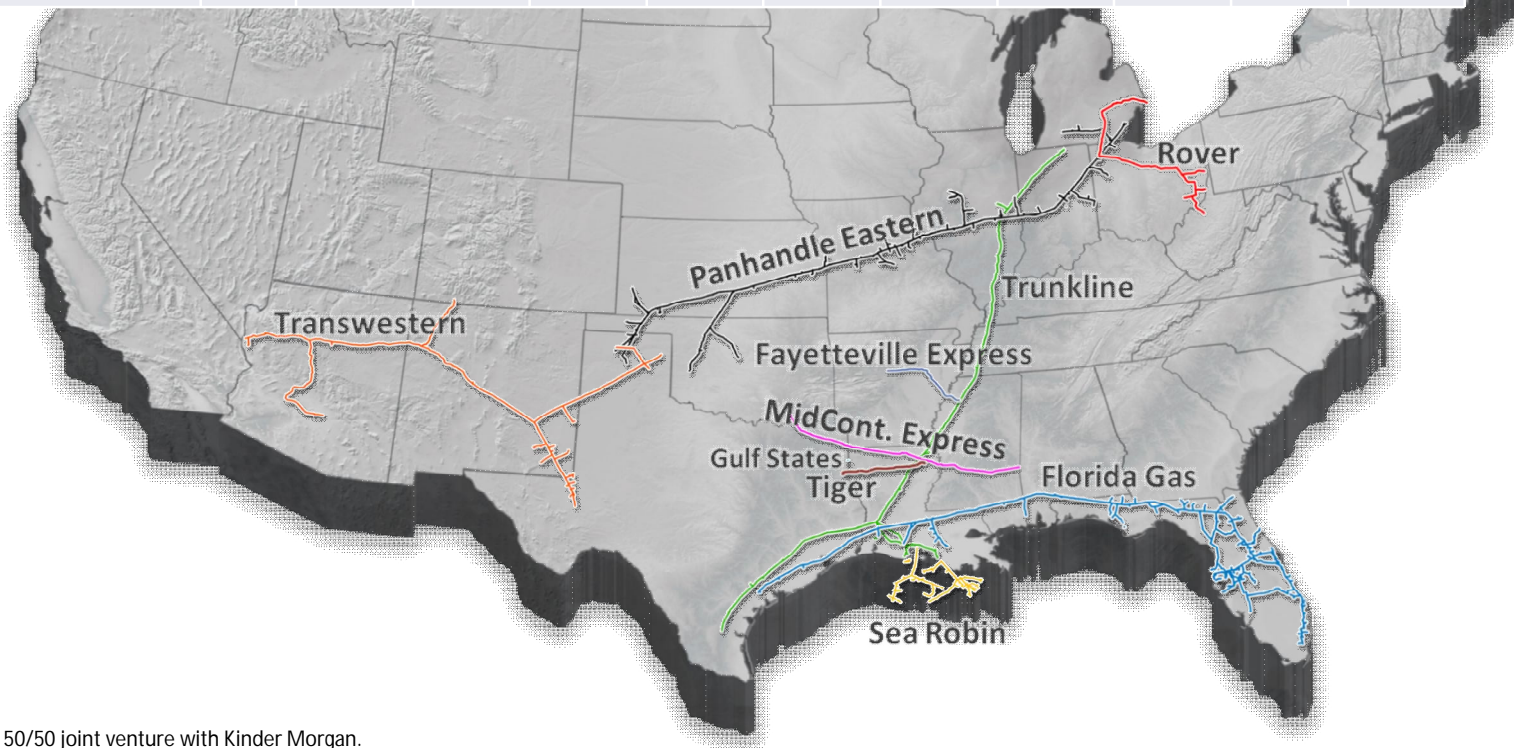 Rover
Panhandle Eastern
Trunkline
Transwestern
Fayetteville Express
MidCont. Express
Gulf States
Tiger
Florida Gas
Sea Robin
50/50 joint venture with Kinder Morgan.